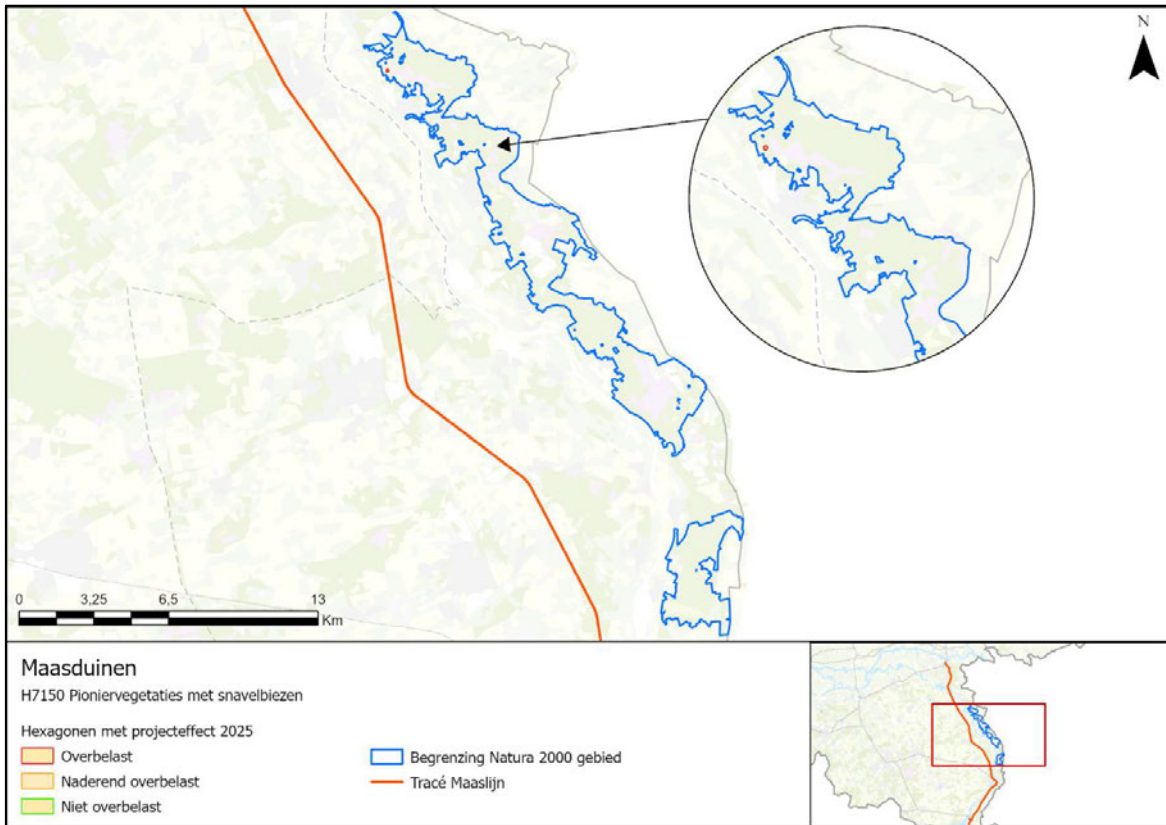 N
0 3,25 6,5 13
Km
Maasduinen
H7150 Pioniervegetaties met snavelbiezen
Hexagonen met projecteffect 2025
Overbelast
Naderend overbelast
Niet overbelast
Begrenzing Natura 2000 gebied
Tracé Maaslijn